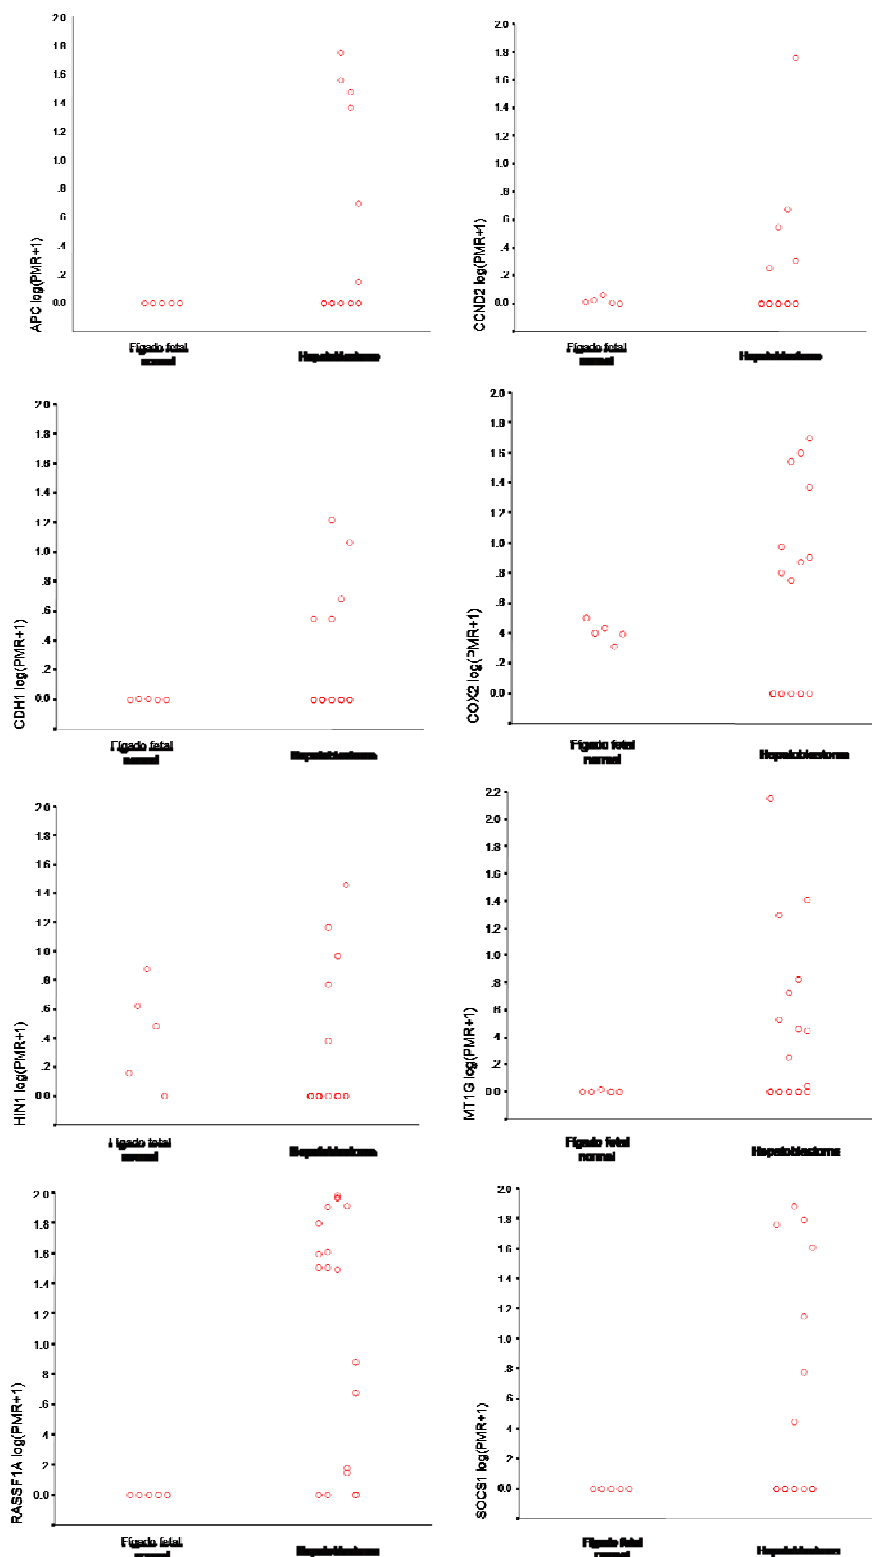 2.0
1.8
1.6
1.4
1.2
1.0
.8
.6
.4
.2
0.0
APC log(PMR+1)
Fígado fetal
normal
Hepatoblastoma
2.0
1.8
1.6
1.4
1.2
1.0
.8
.6
.4
.2
0.0
CCND2 log(PMR+1)
Fígado fetal
normal
Hepatoblastoma
2.0
1.8
1.6
1.4
1.2
1.0
.8
.6
.4
.2
0.0
CDH1 log(PMR+1)
Fígado fetal
normal
Hepatoblastoma
2.0
1.8
1.6
1.4
1.2
1.0
.8
.6
.4
.2
0.0
COX2 log(PMR+1)
Fígado fetal
normal
Hepatoblastoma
2.0
1.8
1.6
1.4
1.2
1.0
.8
.6
.4
.2
0.0
HIN1 log(PMR+1)
Fígado fetal
normal
Hepatoblastoma
2.2
2.0
1.8
1.6
1.4
1.2
1.0
.8
.6
.4
.2
0.0
MT1G log(PMR+1)
Fígado fetal
normal
Hepatoblastoma
2.0
1.8
1.6
1.4
1.2
1.0
.8
.6
.4
.2
0.0
RASSF1A log(PMR+1)
Fígado fetal
normal
Hepatoblastoma
2.0
1.8
1.6
1.4
1.2
1.0
.8
.6
.4
.2
0.0
SOCS1 log(PMR+1)
Fígado fetal
normal
Hepatoblastoma